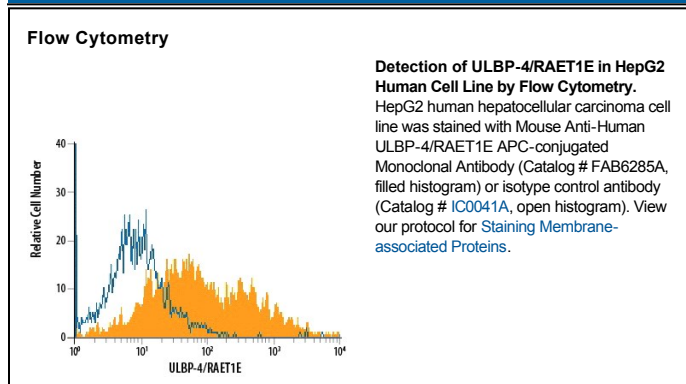 Flow Cytometry
Detection of ULBP-4/RAET1E in HepG2
Human Cell Line by Flow Cytometry.
HepG2 human hepatocellular carcinoma cell
line was stained with Mouse Anti-Human
ULBP-4/RAET1E APC-conjugated
Monoclonal Antibody (Catalog # FAB6285A,
filled histogram) or isotype control antibody
(Catalog # IC0041A, open histogram). View
our protocol for Staining Membrane-
associated Proteins.
Relative Cell Number
40
30
20
10
0
10⁰ 10¹ 10² 10³ 10⁴
ULBP-4/RAET1E